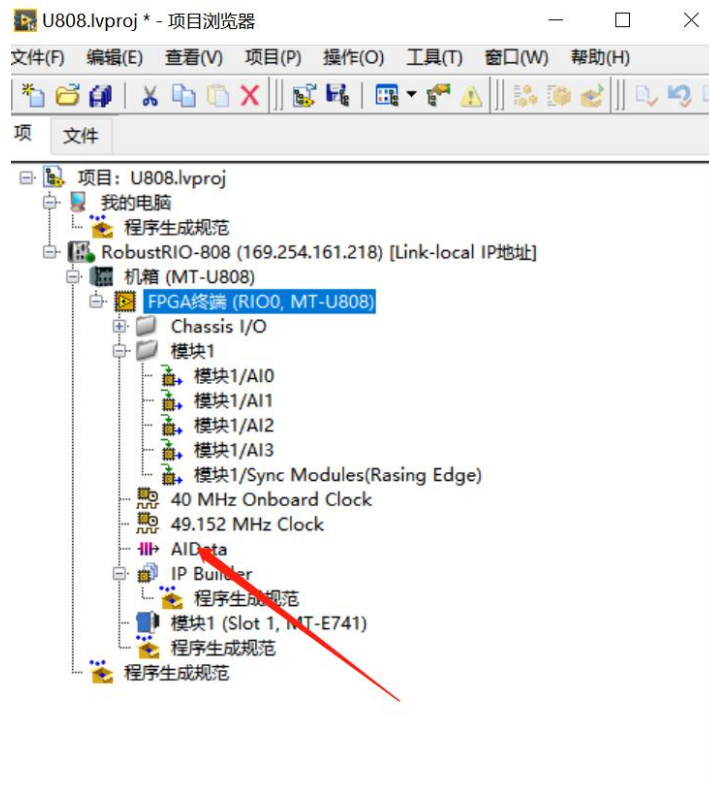 U808.lvproj * - 项目浏览器
文件(F) 编辑(E) 查看(V) 项目(P) 操作(O) 工具(T) 窗口(W) 帮助(H)
项 文件
项目：U808.lvproj
我的电脑
程序生成规范
RobustRIO-808 (169.254.161.218) [Link-local IP地址]
机箱 (MT-U808)
FPGA终端 (RIO0, MT-U808)
Chassis I/O
模块1
模块1/AI0
模块1/AI1
模块1/AI2
模块1/AI3
模块1/Sync Modules(Rasing Edge)
40 MHz Onboard Clock
49.152 MHz Clock
AIData
IP Builder
程序生成规范
模块1 (Slot 1, MT-E741)
程序生成规范
程序生成规范